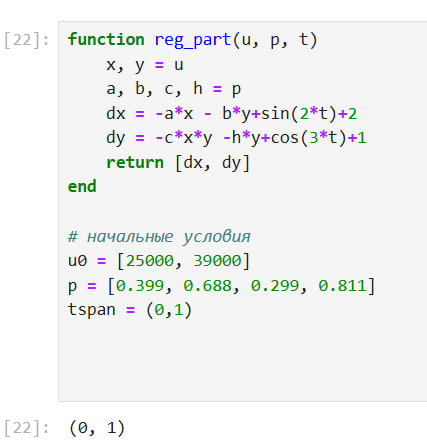 [22]: function reg_part(u, p, t)
    x, y = u
    a, b, c, h = p
    dx = -a*x - b*y+sin(2*t)+2
    dy = -c*x*y -h*y+cos(3*t)+1
    return [dx, dy]
end
# начальные условия
u0 = [25000, 39000]
p = [0.399, 0.688, 0.299, 0.811]
tspan = (0,1)
[22]: (0, 1)